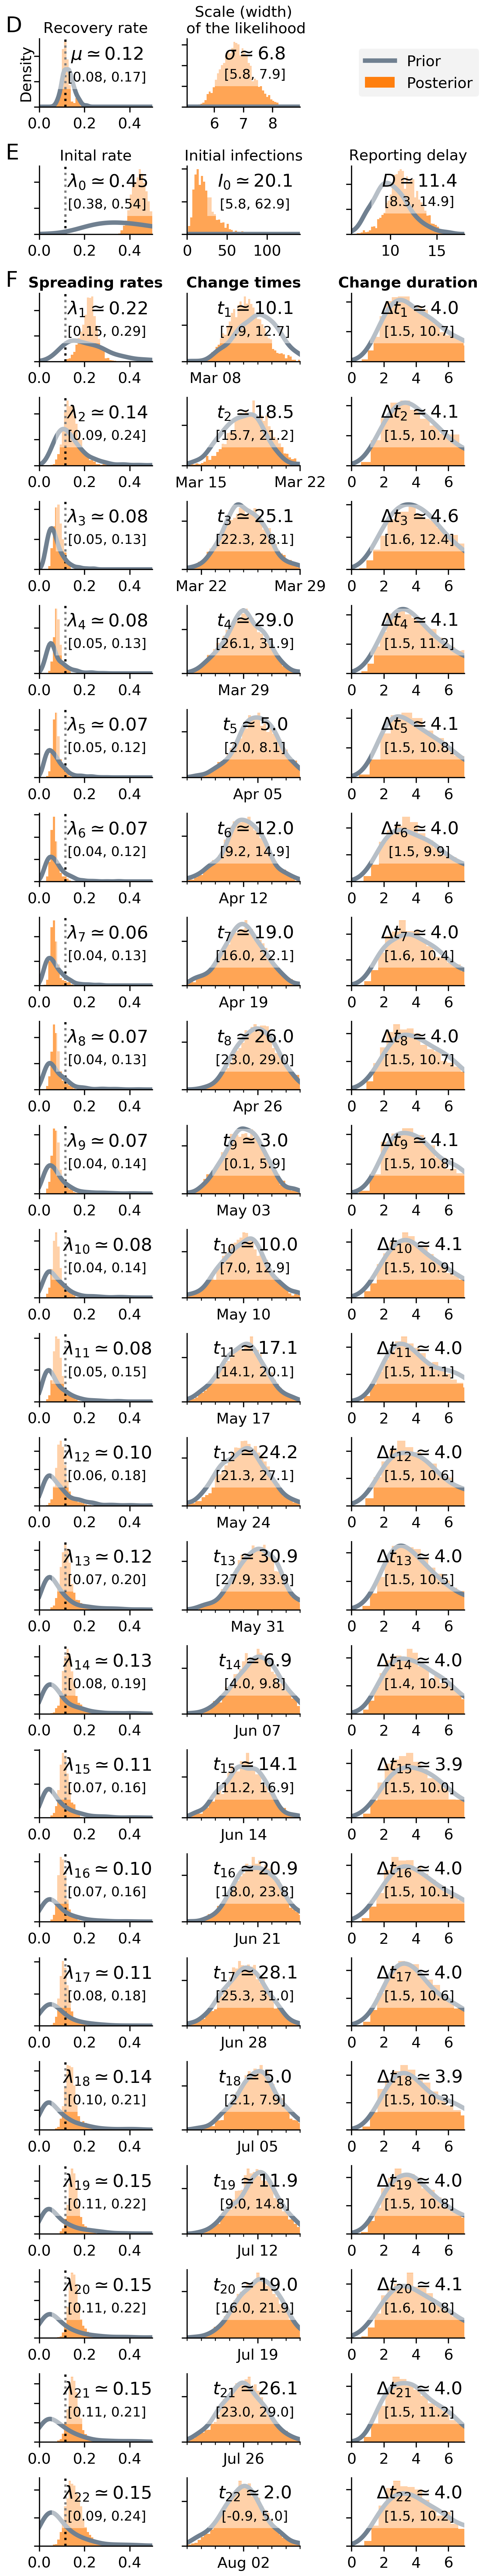 D
Recovery rate
Scale (width)
of the likelihood
Density
μ≃0.12
[0.08, 0.17]
σ≃6.8
[5.8, 7.9]
Prior
Posterior
0.0 0.2 0.4
6 7 8
E
Inital rate
Initial infections
Reporting delay
λ0≃0.45
[0.38, 0.54]
I0≃20.1
[5.8, 62.9]
D≃11.4
[8.3, 14.9]
0.0 0.2 0.4
0 50 100
10 15
F
Spreading rates Change times Change duration
λ1≃0.22
[0.15, 0.29]
t1≃10.1
[7.9, 12.7]
Δt1≃4.0
[1.5, 10.7]
0.0 0.2 0.4
Mar 08
0 2 4 6
λ2≃0.14
[0.09, 0.24]
t2≃18.5
[15.7, 21.2]
Δt2≃4.1
[1.5, 10.7]
0.0 0.2 0.4
Mar 15 Mar 22
0 2 4 6
λ3≃0.08
[0.05, 0.13]
t3≃25.1
[22.3, 28.1]
Δt3≃4.6
[1.6, 12.4]
0.0 0.2 0.4
Mar 22 Mar 29
0 2 4 6
λ4≃0.08
[0.05, 0.13]
t4≃29.0
[26.1, 31.9]
Δt4≃4.1
[1.5, 11.2]
0.0 0.2 0.4
Mar 29
0 2 4 6
λ5≃0.07
[0.05, 0.12]
t5≃5.0
[2.0, 8.1]
Δt5≃4.1
[1.5, 10.8]
0.0 0.2 0.4
Apr 05
0 2 4 6
λ6≃0.07
[0.04, 0.12]
t6≃12.0
[9.2, 14.9]
Δt6≃4.0
[1.5, 9.9]
0.0 0.2 0.4
Apr 12
0 2 4 6
λ7≃0.06
[0.04, 0.13]
t7≃19.0
[16.0, 22.1]
Δt7≃4.0
[1.6, 10.4]
0.0 0.2 0.4
Apr 19
0 2 4 6
λ8≃0.07
[0.04, 0.13]
t8≃26.0
[23.0, 29.0]
Δt8≃4.0
[1.5, 10.7]
0.0 0.2 0.4
Apr 26
0 2 4 6
λ9≃0.07
[0.04, 0.14]
t9≃3.0
[0.1, 5.9]
Δt9≃4.1
[1.5, 10.8]
0.0 0.2 0.4
May 03
0 2 4 6
λ10≃0.08
[0.04, 0.14]
t10≃10.0
[7.0, 12.9]
Δt10≃4.1
[1.5, 10.9]
0.0 0.2 0.4
May 10
0 2 4 6
λ11≃0.08
[0.05, 0.15]
t11≃17.1
[14.1, 20.1]
Δt11≃4.0
[1.5, 11.1]
0.0 0.2 0.4
May 17
0 2 4 6
λ12≃0.10
[0.06, 0.18]
t12≃24.2
[21.3, 27.1]
Δt12≃4.0
[1.5, 10.6]
0.0 0.2 0.4
May 24
0 2 4 6
λ13≃0.12
[0.07, 0.20]
t13≃30.9
[27.9, 33.9]
Δt13≃4.0
[1.5, 10.5]
0.0 0.2 0.4
May 31
0 2 4 6
λ14≃0.13
[0.08, 0.19]
t14≃6.9
[4.0, 9.8]
Δt14≃4.0
[1.4, 10.5]
0.0 0.2 0.4
Jun 07
0 2 4 6
λ15≃0.11
[0.07, 0.16]
t15≃14.1
[11.2, 16.9]
Δt15≃3.9
[1.5, 10.0]
0.0 0.2 0.4
Jun 14
0 2 4 6
λ16≃0.10
[0.07, 0.16]
t16≃20.9
[18.0, 23.8]
Δt16≃4.0
[1.5, 10.1]
0.0 0.2 0.4
Jun 21
0 2 4 6
λ17≃0.11
[0.08, 0.18]
t17≃28.1
[25.3, 31.0]
Δt17≃4.0
[1.5, 10.6]
0.0 0.2 0.4
Jun 28
0 2 4 6
λ18≃0.14
[0.10, 0.21]
t18≃5.0
[2.1, 7.9]
Δt18≃3.9
[1.5, 10.3]
0.0 0.2 0.4
Jul 05
0 2 4 6
λ19≃0.15
[0.11, 0.22]
t19≃11.9
[9.0, 14.8]
Δt19≃4.0
[1.5, 10.8]
0.0 0.2 0.4
Jul 12
0 2 4 6
λ20≃0.15
[0.11, 0.22]
t20≃19.0
[16.0, 21.9]
Δt20≃4.1
[1.6, 10.8]
0.0 0.2 0.4
Jul 19
0 2 4 6
λ21≃0.15
[0.11, 0.21]
t21≃26.1
[23.0, 29.0]
Δt21≃4.0
[1.5, 11.2]
0.0 0.2 0.4
Jul 26
0 2 4 6
λ22≃0.15
[0.09, 0.24]
t22≃2.0
[-0.9, 5.0]
Δt22≃4.0
[1.5, 10.2]
0.0 0.2 0.4
Aug 02
0 2 4 6